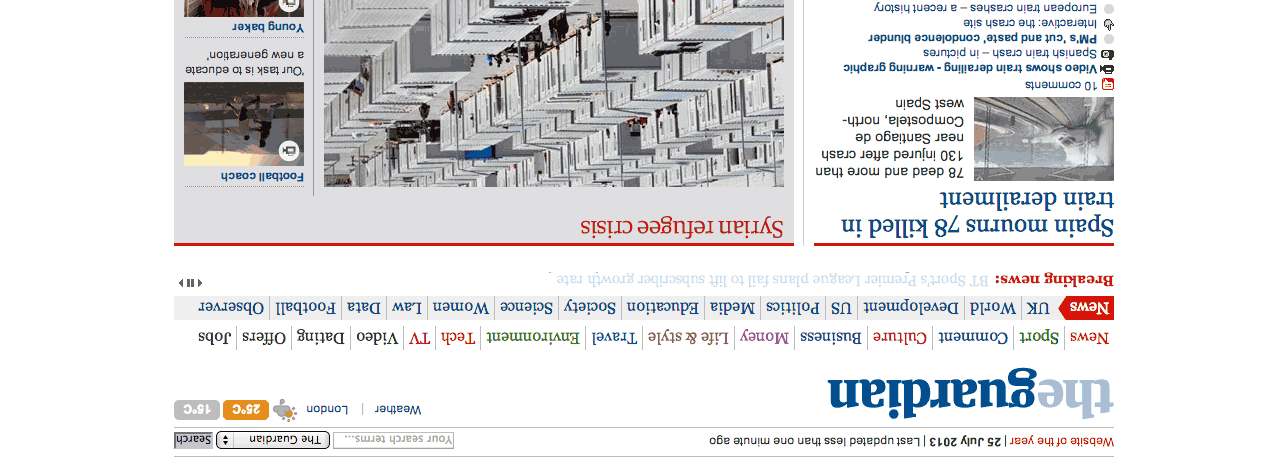 Website of the year | 25 July 2013 | Last updated less than one minute ago
Your search terms... The Guardian Search
theguardian
Weather | London 25°C 15°C
News Sport Comment Culture Business Money Life & style Travel Environment Tech TV Video Dating Offers Jobs
News UK World Development US Politics Media Education Society Science Women Law Data Football Observer
Breaking news: BT Sport's Premier League plans fail to lift subscriber growth rate
Spain mourns 78 killed in
train derailment
78 dead and more than
130 injured after crash
near Santiago de
Compostela, north-
west Spain
10 comments
Video shows train derailing - warning graphic
Spanish train crash – in pictures
PM's 'cut and paste' condolence blunder
Interactive: the crash site
European train crashes – a recent history
Syrian refugee crisis
Football coach
'Our task is to educate
a new generation'
Young baker